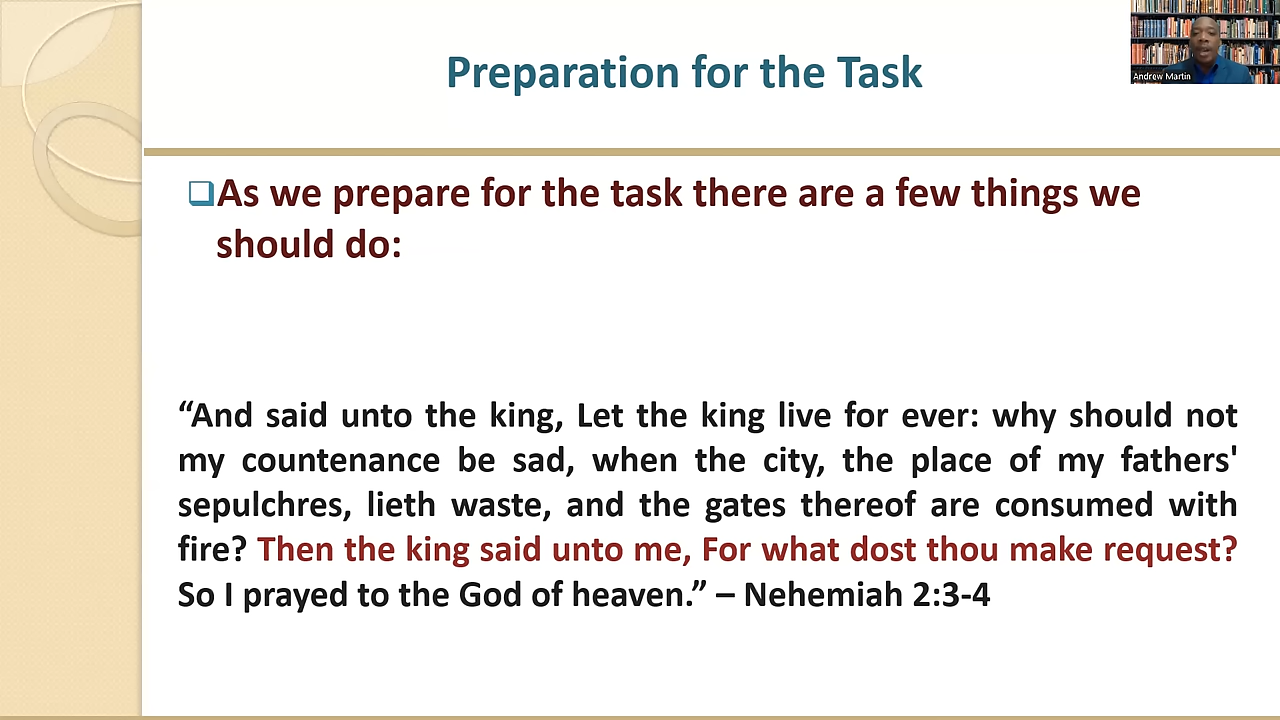 Preparation for the Task
Andrew Martin
As we prepare for the task there are a few things we
should do:
“And said unto the king, Let the king live for ever: why should not
my countenance be sad, when the city, the place of my fathers'
sepulchres, lieth waste, and the gates thereof are consumed with
fire? Then the king said unto me, For what dost thou make request?
So I prayed to the God of heaven.” – Nehemiah 2:3-4